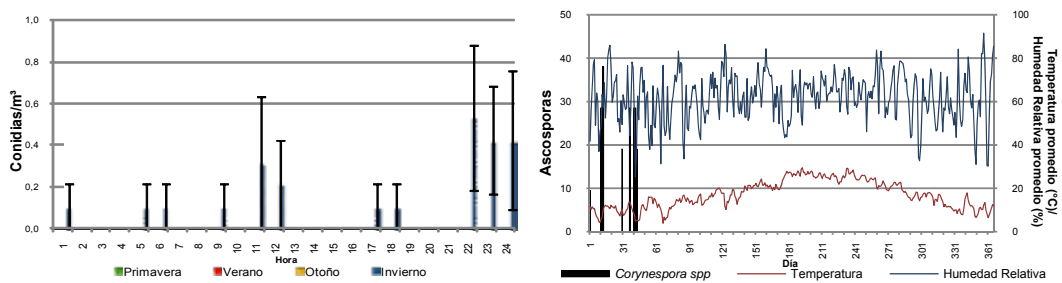 1,0
0,8
0,6
0,4
0,2
0,0
Conidias/m³
1 2 3 4 5 6 7 8 9 10 11 12 13 14 15 16 17 18 19 20 21 22 23 24
Hora
Primavera Verano Otoño Invierno
50
40
30
20
10
0
Ascosporas
100
80
60
40
20
0
Temperatura promedio (°C)/
Humedad Relativa promedio (%)
1 31 61 91 121 151 181 211 241 271 301 331 361
Día
Corynespora spp Temperatura Humedad Relativa